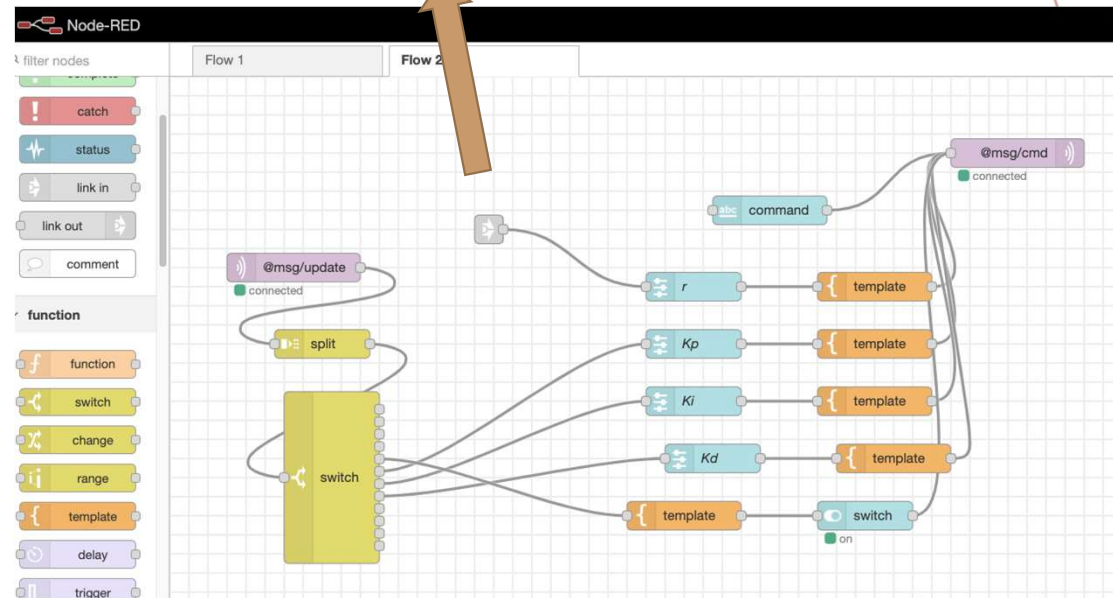 Node-RED
filter nodes
Flow 1
Flow 2
catch
status
link in
link out
comment
function
function
switch
change
range
template
delay
trigger
@msg/cmd
connected
abc
command
@msg/update
connected
r
template
split
Kp
template
Ki
template
switch
Kd
template
template
switch
on